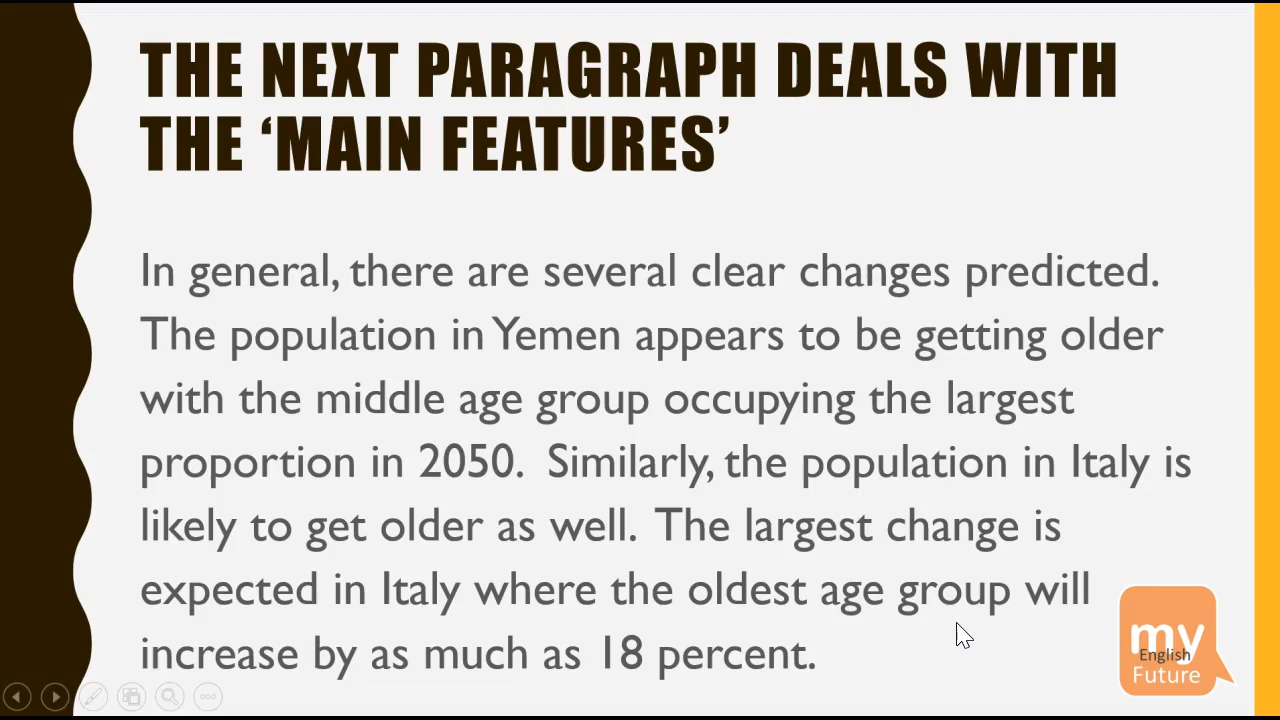 THE NEXT PARAGRAPH DEALS WITH
THE ‘MAIN FEATURES’
In general, there are several clear changes predicted.
The population in Yemen appears to be getting older
with the middle age group occupying the largest
proportion in 2050.  Similarly, the population in Italy is
likely to get older as well.  The largest change is
expected in Italy where the oldest age group will
increase by as much as 18 percent.
my
English
Future